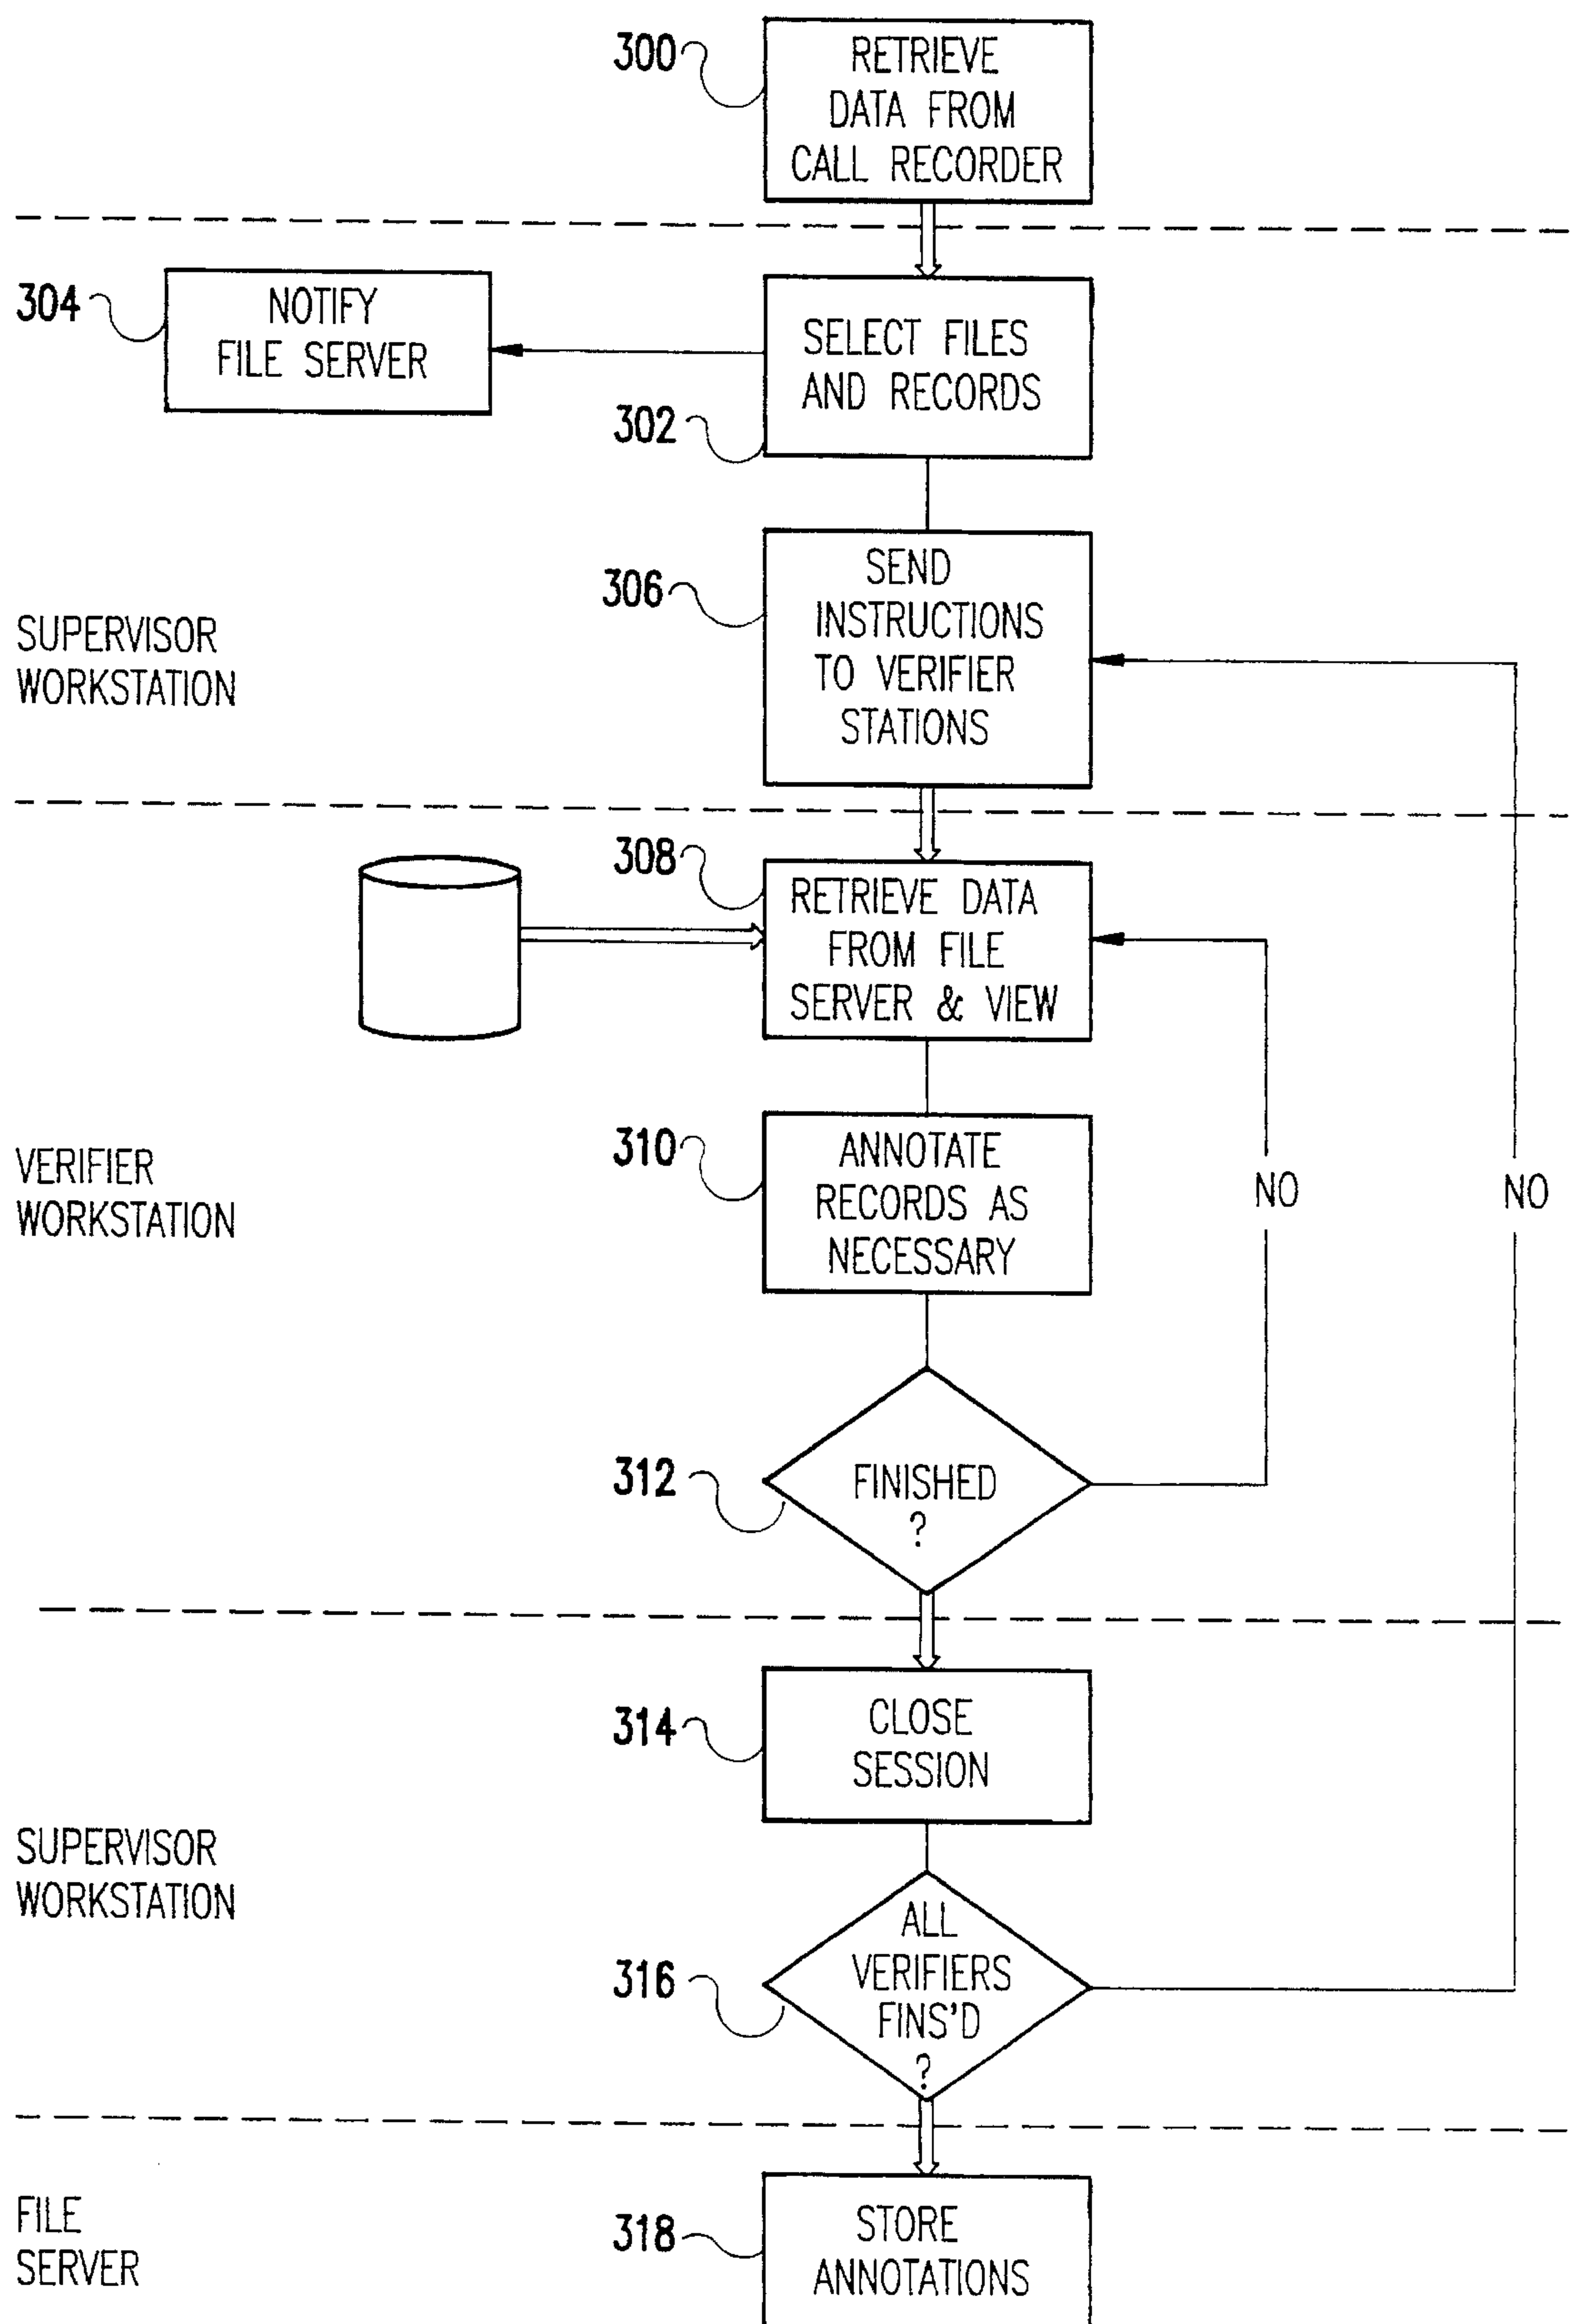 300
RETRIEVE
DATA FROM
CALL RECORDER
304
NOTIFY
FILE SERVER
SELECT FILES
AND RECORDS
302
306
SEND
INSTRUCTIONS
TO VERIFIER
STATIONS
SUPERVISOR
WORKSTATION
308
RETRIEVE DATA
FROM FILE
SERVER & VIEW
310
ANNOTATE
RECORDS AS
NECESSARY
VERIFIER
WORKSTATION
NO
NO
312
FINISHED
?
314
CLOSE
SESSION
SUPERVISOR
WORKSTATION
316
ALL
VERIFIERS
FINS'D
?
FILE
SERVER
318
STORE
ANNOTATIONS